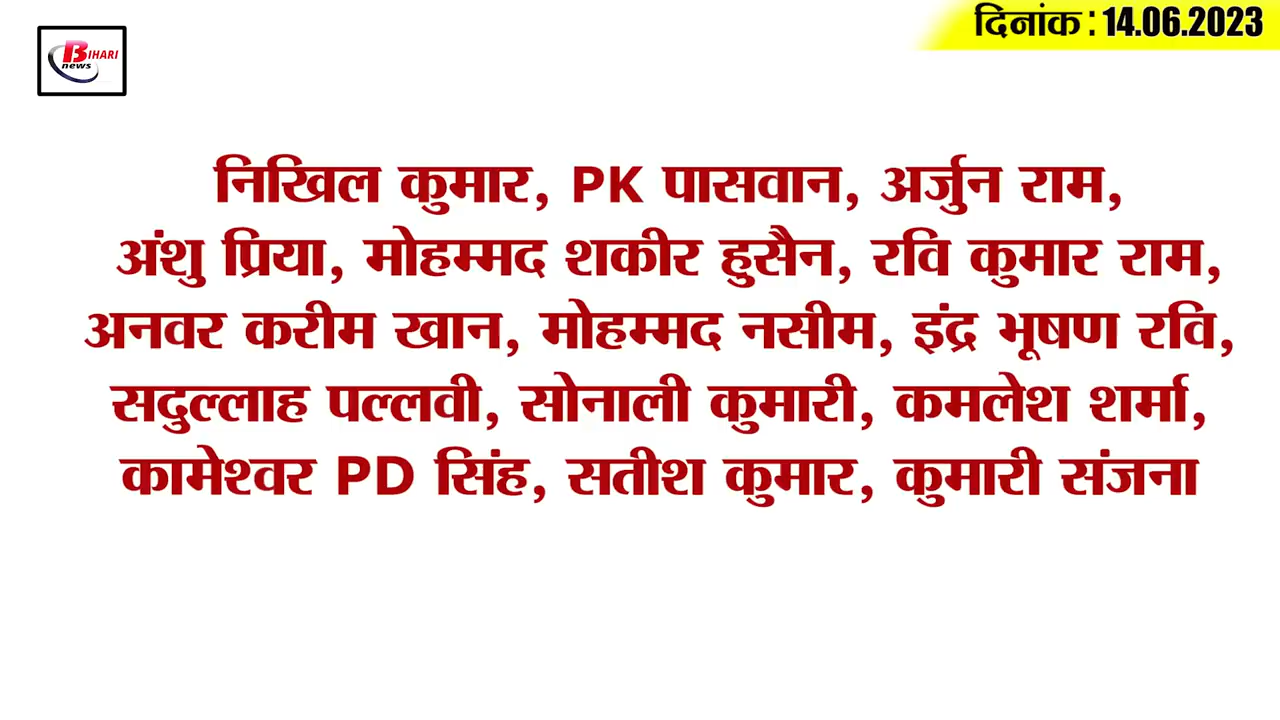 BIHARI
news
दिनांक : 14.06.2023
निखिल कुमार, PK पासवान, अर्जुन राम,
अंशु प्रिया, मोहम्मद शकीर हुसैन, रवि कुमार राम,
अनवर करीम खान, मोहम्मद नसीम, इंद्र भूषण रवि,
सदुल्लाह पल्लवी, सोनाली कुमारी, कमलेश शर्मा,
कामेश्वर PD सिंह, सतीश कुमार, कुमारी संजना